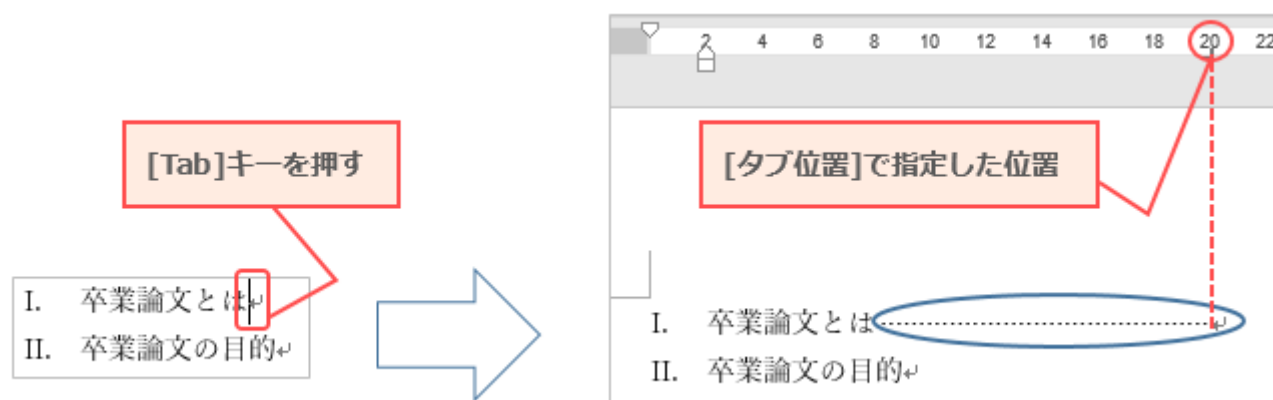 2 4 6 8 10 12 14 16 18 20 22
[Tab]キーを押す
[タブ位置]で指定した位置
I. 卒業論文とは↵
II. 卒業論文の目的↵
I. 卒業論文とは........................................↵
II. 卒業論文の目的↵